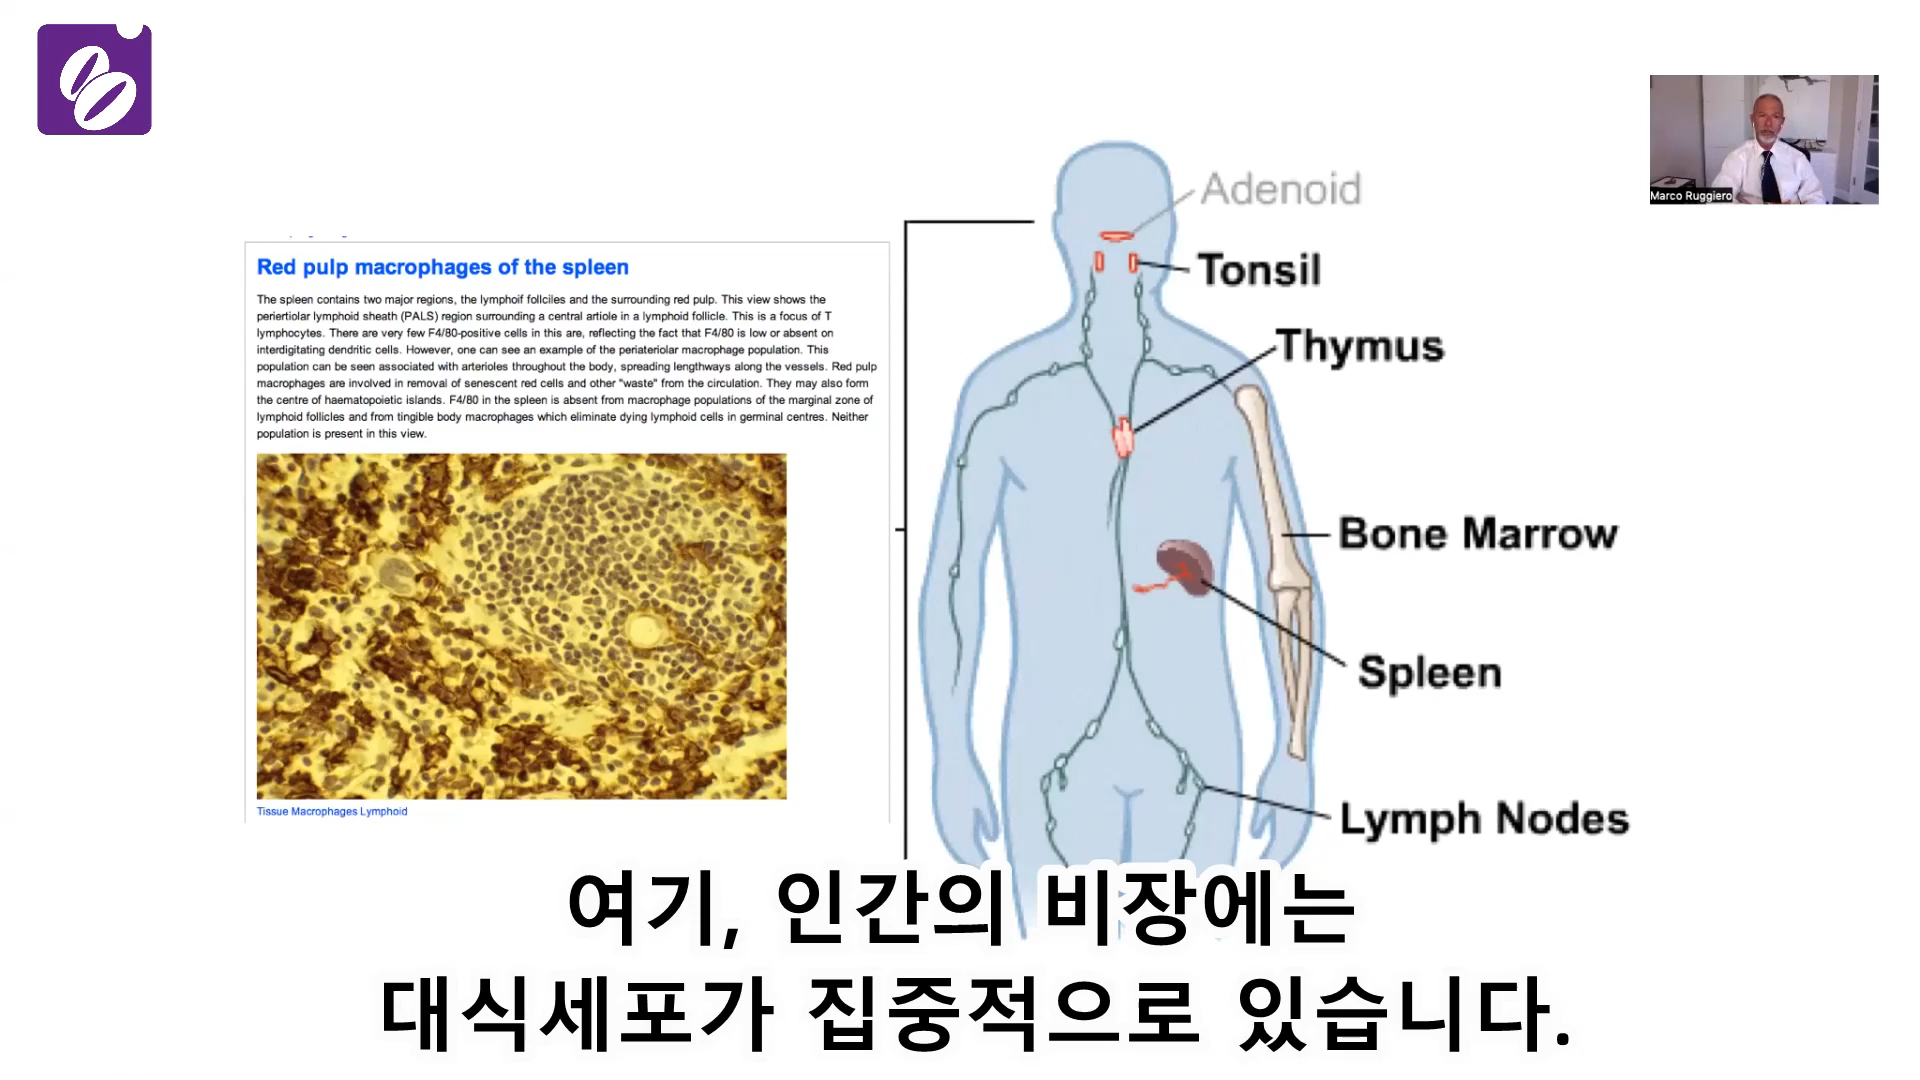 Marco Ruggiero
Adenoid
Tonsil
Thymus
Bone Marrow
Spleen
Lymph Nodes
Red pulp macrophages of the spleen
The spleen contains two major regions, the lymphoif follciles and the surrounding red pulp. This view shows the
periertiolar lymphoid sheath (PALS) region surrounding a central artiole in a lymphoid follicle. This is a focus of T
lymphocytes. There are very few F4/80-positive cells in this are, reflecting the fact that F4/80 is low or absent on
interdigitating dendritic cells. However, one can see an example of the periateriolar macrophage population. This
population can be seen associated with arterioles throughout the body, spreading lengthways along the vessels. Red pulp
macrophages are involved in removal of senescent red cells and other "waste" from the circulation. They may also form
the centre of haematopoietic islands. F4/80 in the spleen is absent from macrophage populations of the marginal zone of
lymphoid follicles and from tingible body macrophages which eliminate dying lymphoid cells in germinal centres. Neither
population is present in this view.
Tissue Macrophages Lymphoid
여기, 인간의 비장에는
대식세포가 집중적으로 있습니다.